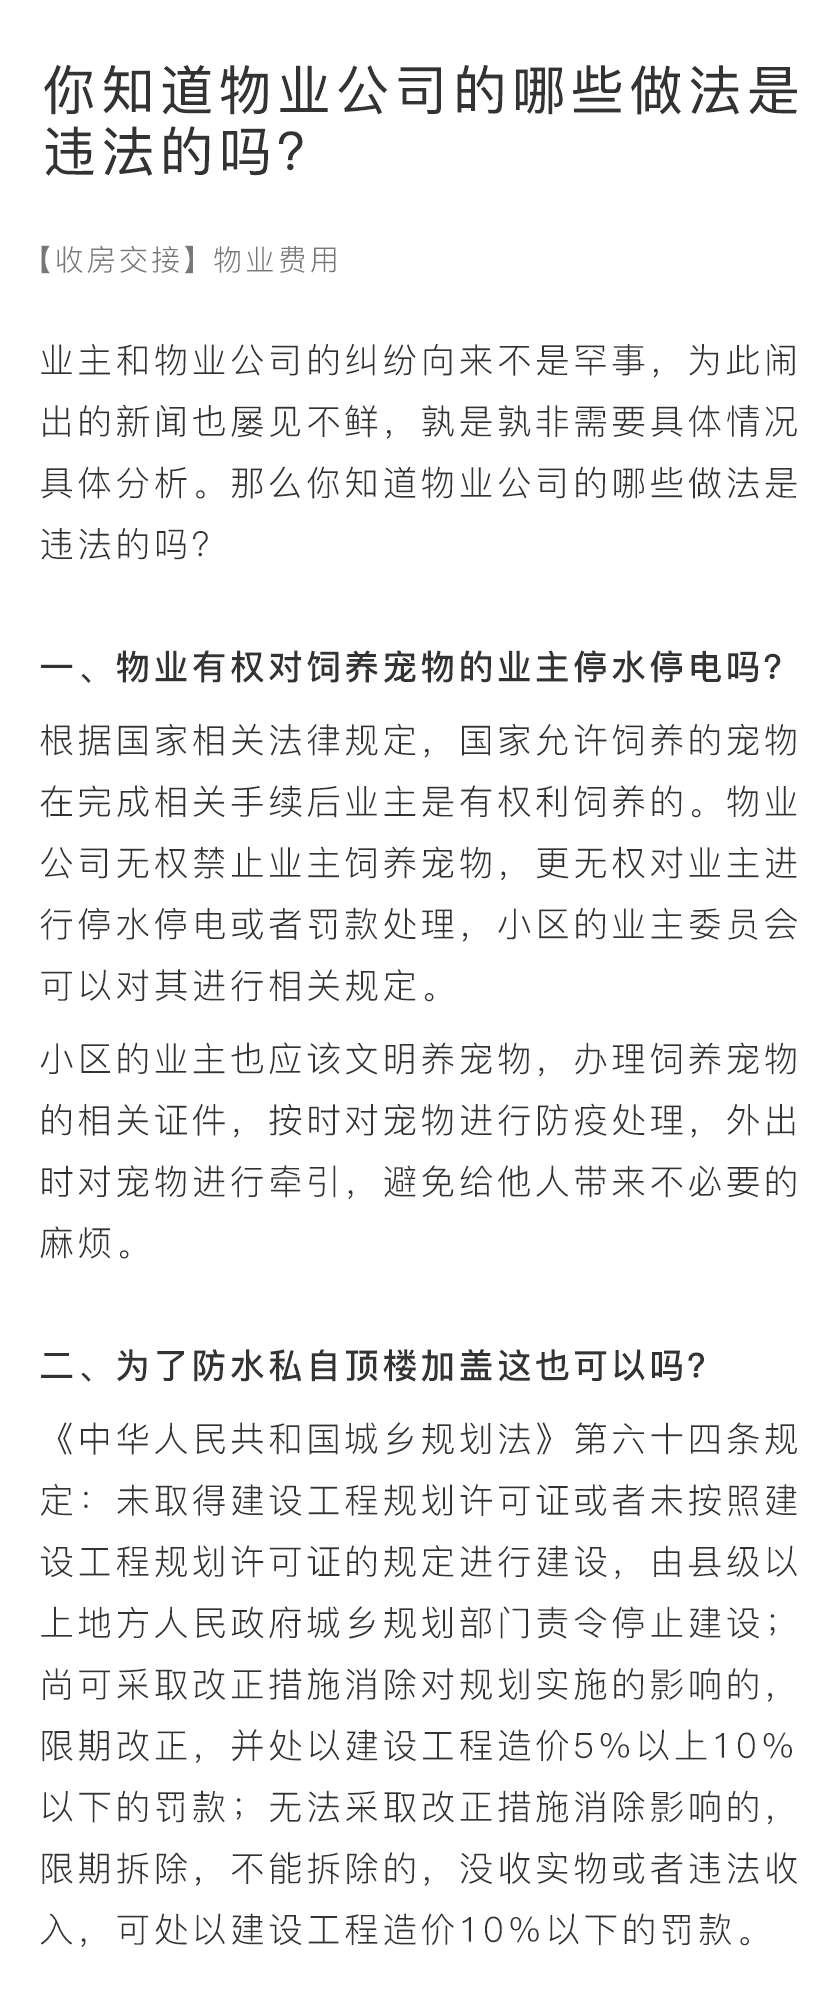 你知道物业公司的哪些做法是
违法的吗？
【收房交接】物业费用
业主和物业公司的纠纷向来不是罕事，为此闹
出的新闻也屡见不鲜，孰是孰非需要具体情况
具体分析。那么你知道物业公司的哪些做法是
违法的吗？
一、物业有权对饲养宠物的业主停水停电吗？
根据国家相关法律规定，国家允许饲养的宠物
在完成相关手续后业主是有权利饲养的。物业
公司无权禁止业主饲养宠物，更无权对业主进
行停水停电或者罚款处理，小区的业主委员会
可以对其进行相关规定。
小区的业主也应该文明养宠物，办理饲养宠物
的相关证件，按时对宠物进行防疫处理，外出
时对宠物进行牵引，避免给他人带来不必要的
麻烦。
二、为了防水私自顶楼加盖这也可以吗？
《中华人民共和国城乡规划法》第六十四条规
定：未取得建设工程规划许可证或者未按照建
设工程规划许可证的规定进行建设，由县级以
上地方人民政府城乡规划部门责令停止建设；
尚可采取改正措施消除对规划实施的影响的，
限期改正，并处以建设工程造价5%以上10%
以下的罚款；无法采取改正措施消除影响的，
限期拆除，不能拆除的，没收实物或者违法收
入，可处以建设工程造价10%以下的罚款。